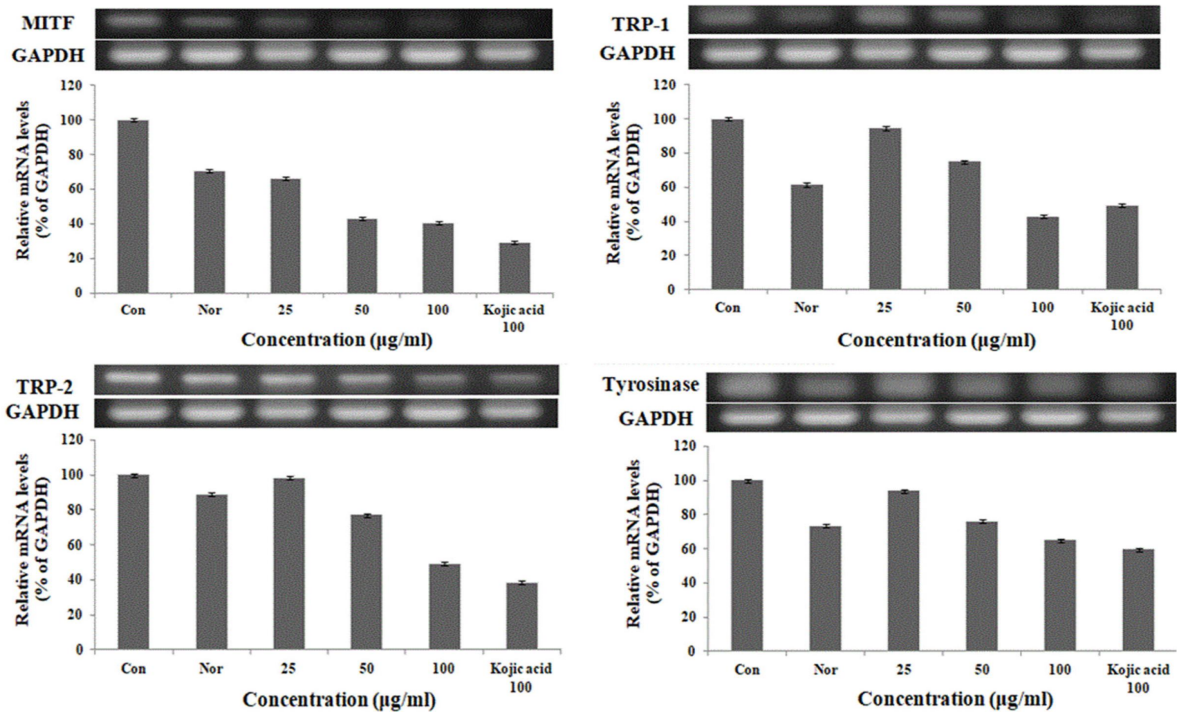 MITF
GAPDH
Relative mRNA levels
(% of GAPDH)
120
100
80
60
40
20
0
Con Nor 25 50 100 Kojic acid
100
Concentration (µg/ml)
TRP-1
GAPDH
Relative mRNA levels
(% of GAPDH)
120
100
80
60
40
20
0
Con Nor 25 50 100 Kojic acid
100
Concentration (µg/ml)
TRP-2
GAPDH
Relative mRNA levels
(% of GAPDH)
120
100
80
60
40
20
0
Con Nor 25 50 100 Kojic acid
100
Concentration (µg/ml)
Tyrosinase
GAPDH
Relative mRNA levels
(% of GAPDH)
120
100
80
60
40
20
0
Con Nor 25 50 100 Kojic acid
100
Concentration (µg/ml)